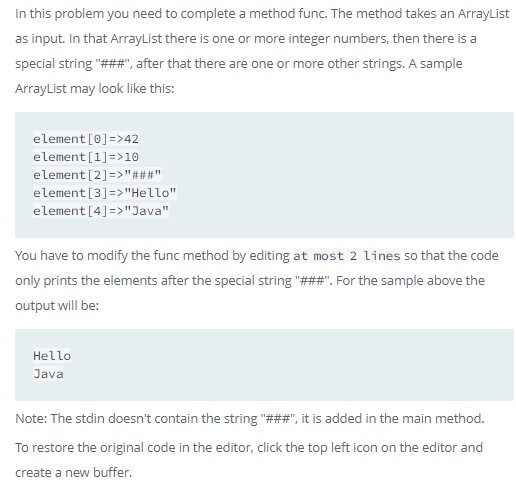 In this problem you need to complete a method func. The method takes an ArrayList
as input. In that ArrayList there is one or more integer numbers, then there is a
special string "###", after that there are one or more other strings. A sample
ArrayList may look like this:
element[0]=>42
element[1]=>10
element[2]=>"###"
element[3]=>"Hello"
element[4]=>"Java"
You have to modify the func method by editing at most 2 lines so that the code
only prints the elements after the special string "###". For the sample above the
output will be:
Hello
Java
Note: The stdin doesn't contain the string "###", it is added in the main method.
To restore the original code in the editor, click the top left icon on the editor and
create a new buffer.